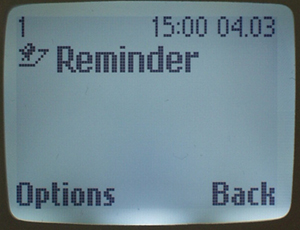 1 15:00 04.03
Reminder
Options Back